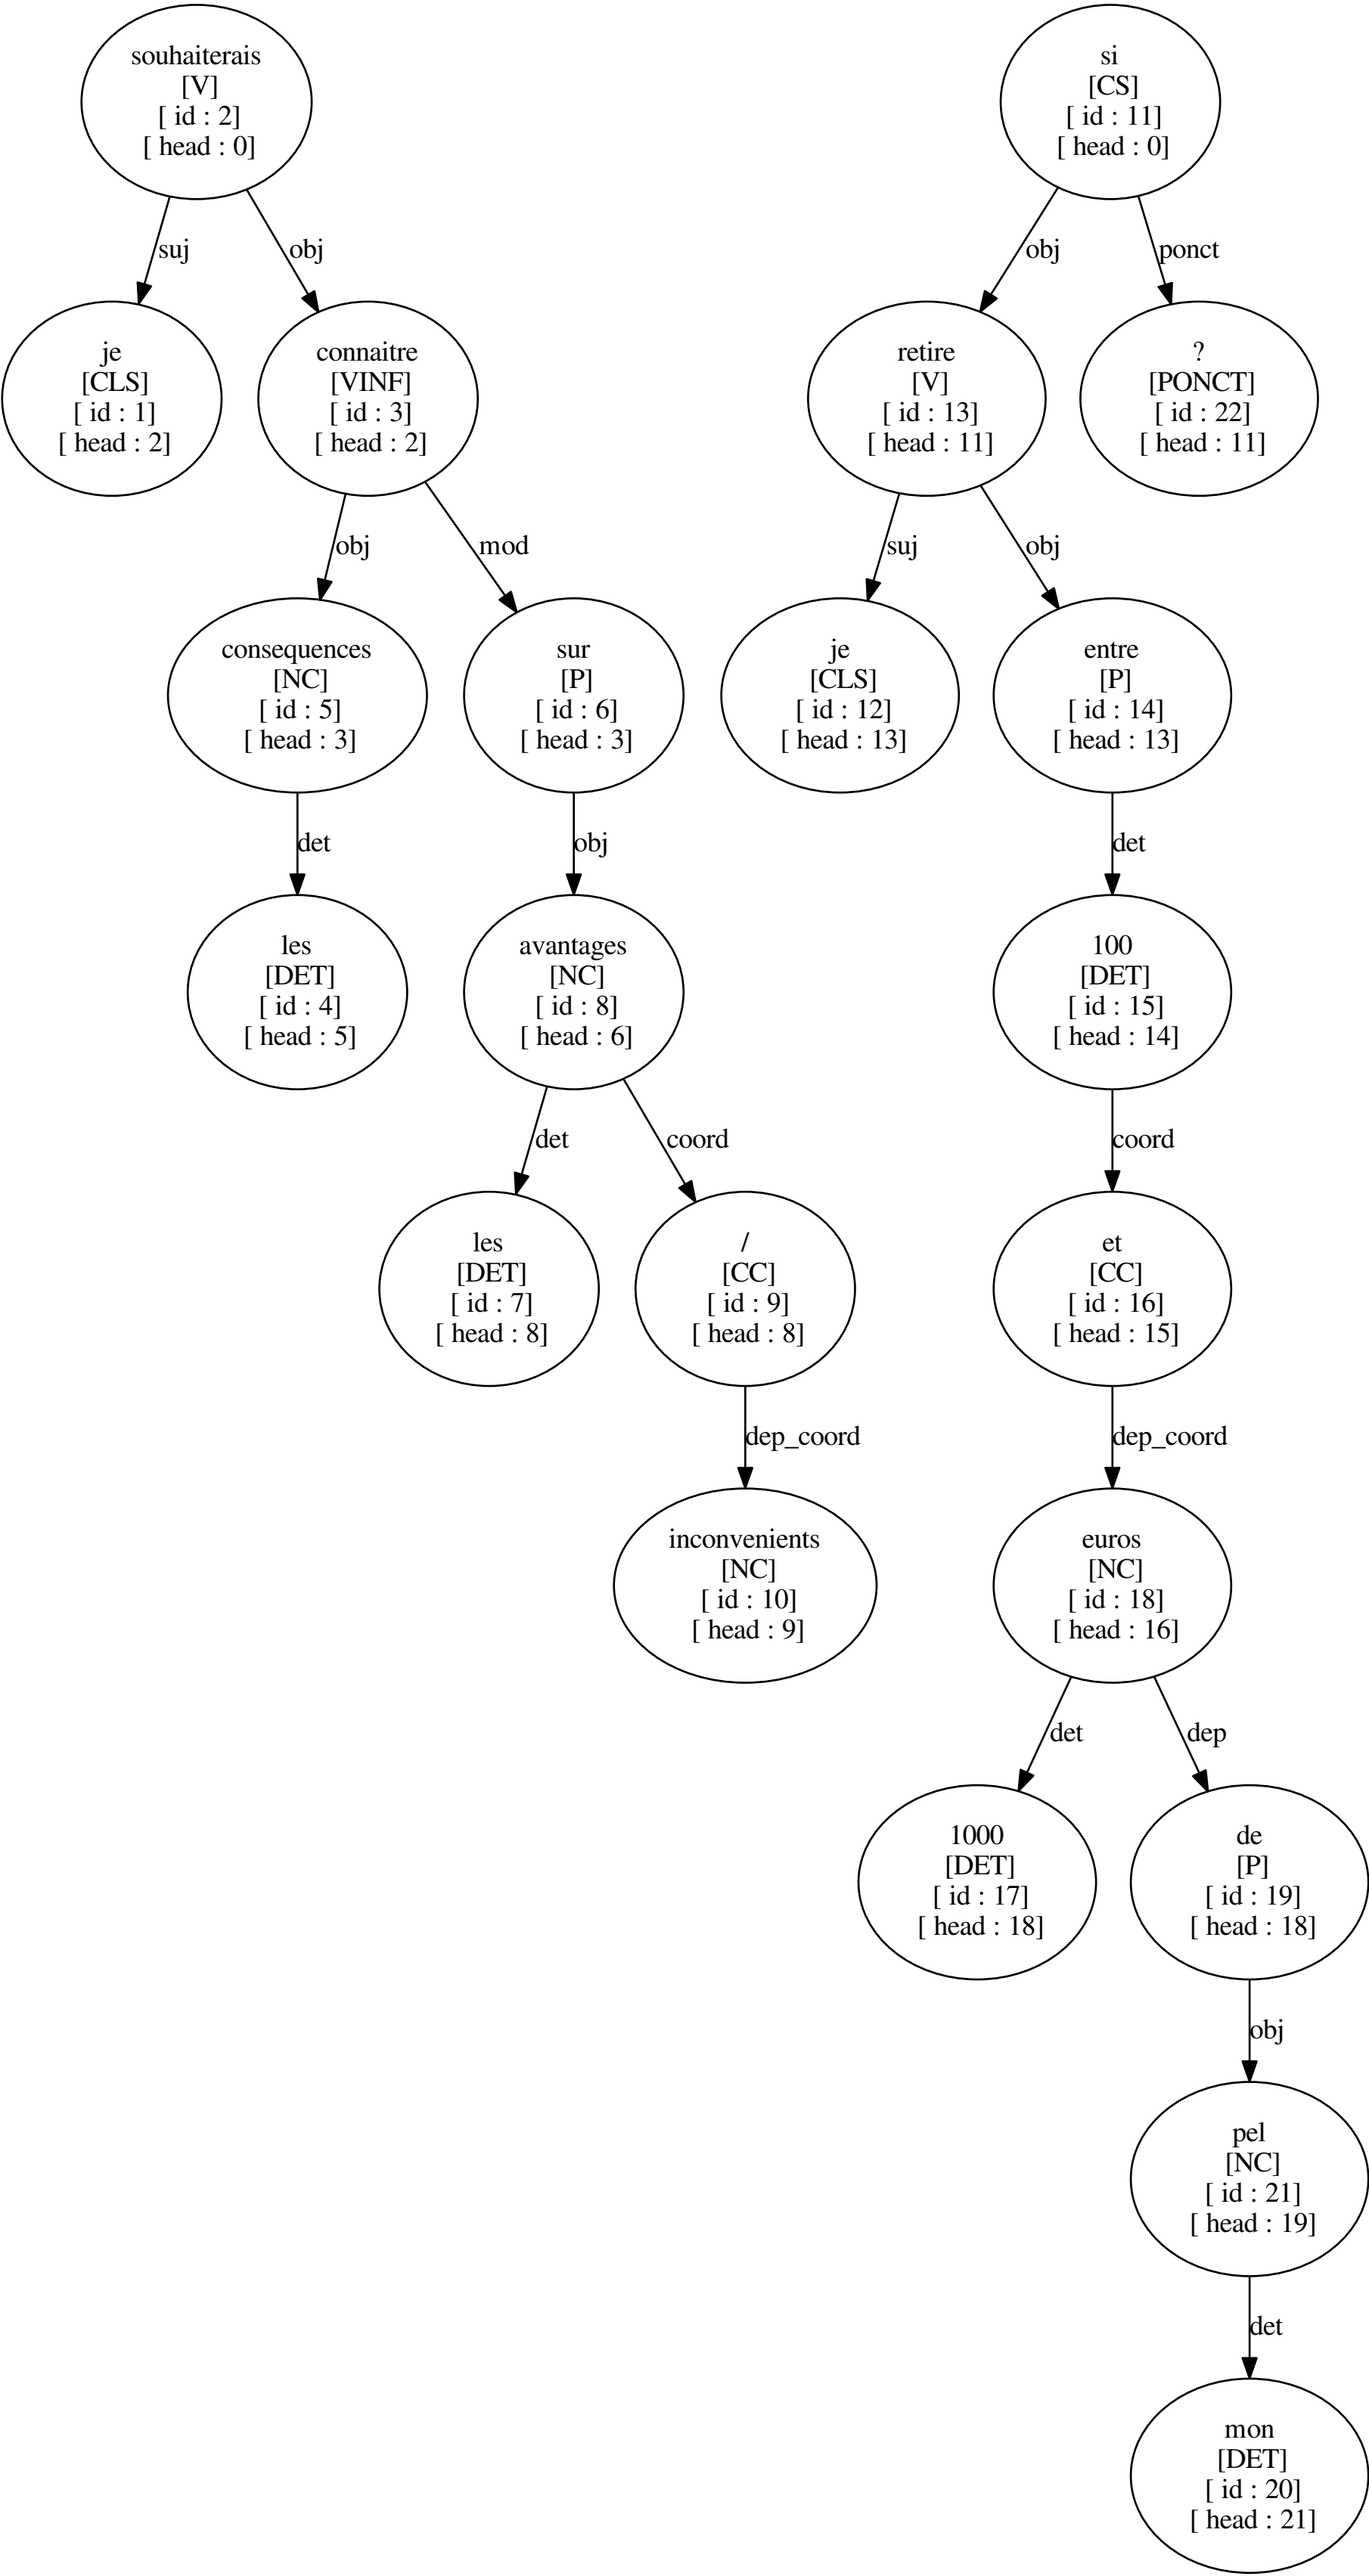 souhaiterais
[V]
[ id : 2]
[ head : 0]
si
[CS]
[ id : 11]
[ head : 0]
suj
obj
obj
ponct
je
[CLS]
[ id : 1]
[ head : 2]
connaitre
[VINF]
[ id : 3]
[ head : 2]
retire
[V]
[ id : 13]
[ head : 11]
?
[PONCT]
[ id : 22]
[ head : 11]
obj
mod
suj
obj
consequences
[NC]
[ id : 5]
[ head : 3]
sur
[P]
[ id : 6]
[ head : 3]
je
[CLS]
[ id : 12]
[ head : 13]
entre
[P]
[ id : 14]
[ head : 13]
det
obj
det
les
[DET]
[ id : 4]
[ head : 5]
avantages
[NC]
[ id : 8]
[ head : 6]
100
[DET]
[ id : 15]
[ head : 14]
det
coord
coord
les
[DET]
[ id : 7]
[ head : 8]
/
[CC]
[ id : 9]
[ head : 8]
et
[CC]
[ id : 16]
[ head : 15]
dep_coord
dep_coord
inconvenients
[NC]
[ id : 10]
[ head : 9]
euros
[NC]
[ id : 18]
[ head : 16]
det
dep
1000
[DET]
[ id : 17]
[ head : 18]
de
[P]
[ id : 19]
[ head : 18]
obj
pel
[NC]
[ id : 21]
[ head : 19]
det
mon
[DET]
[ id : 20]
[ head : 21]